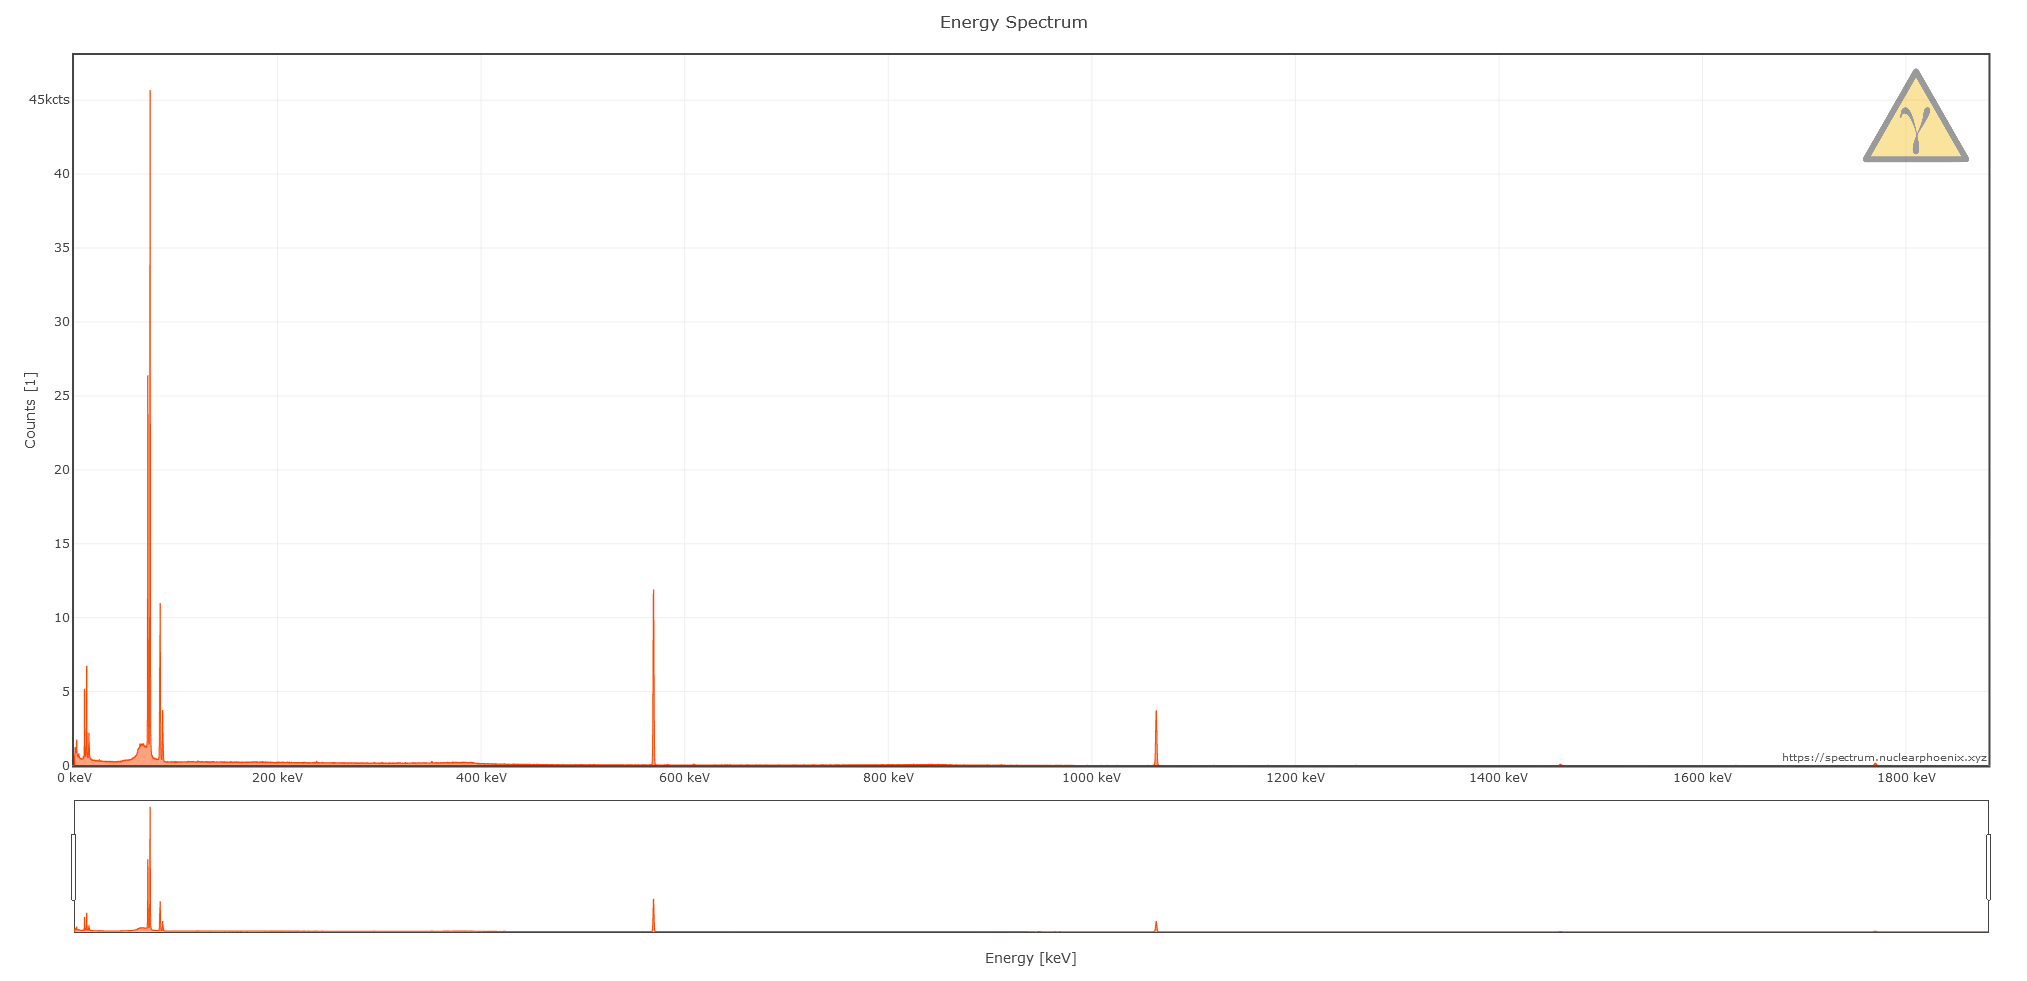 Energy Spectrum
45kcts
40
35
30
25
20
15
10
5
0
Counts [1]
γ
https://spectrum.nuclearphoenix.xyz
0 keV 200 keV 400 keV 600 keV 800 keV 1000 keV 1200 keV 1400 keV 1600 keV 1800 keV
Energy [keV]